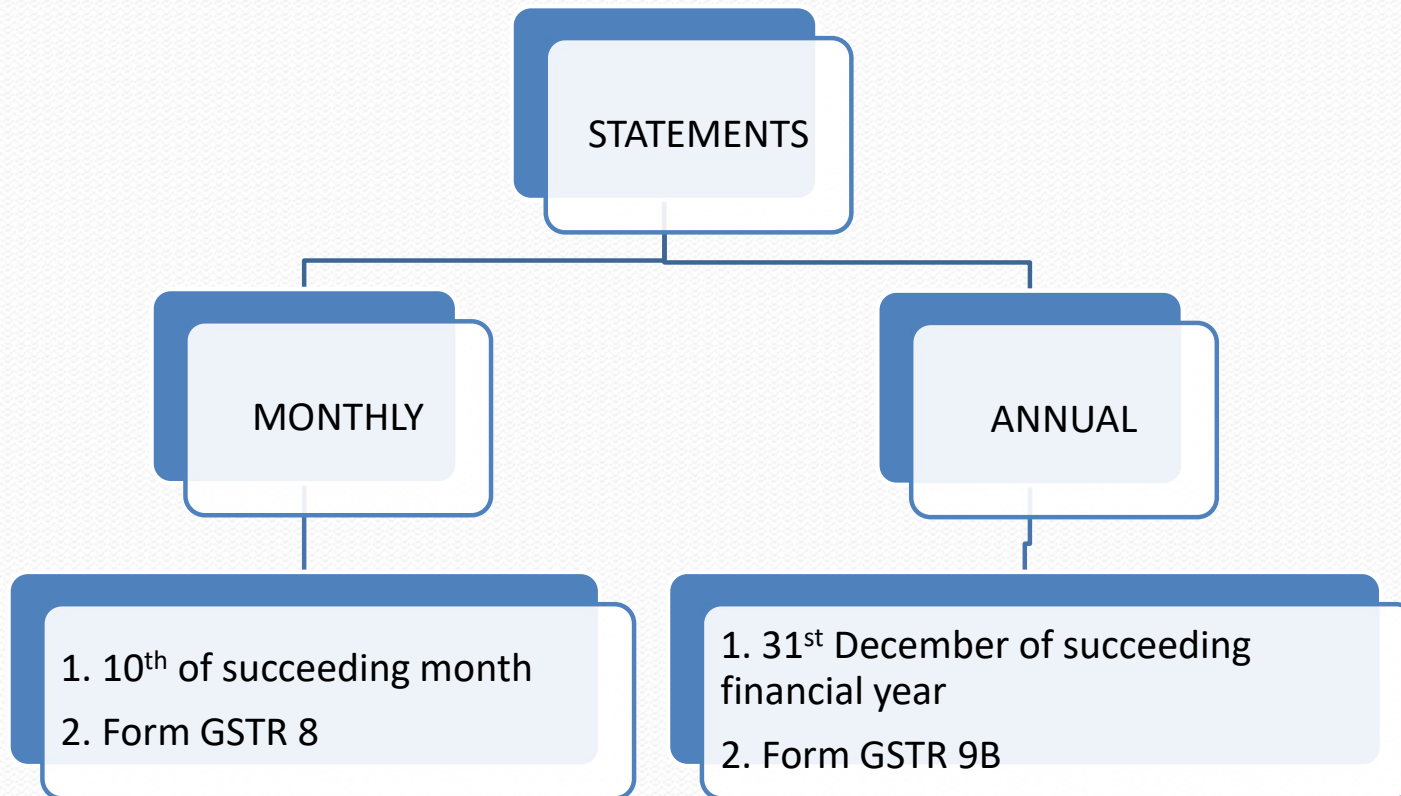 STATEMENTS
MONTHLY
ANNUAL
1. 10th of succeeding month
2. Form GSTR 8
1. 31st December of succeeding
financial year
2. Form GSTR 9B